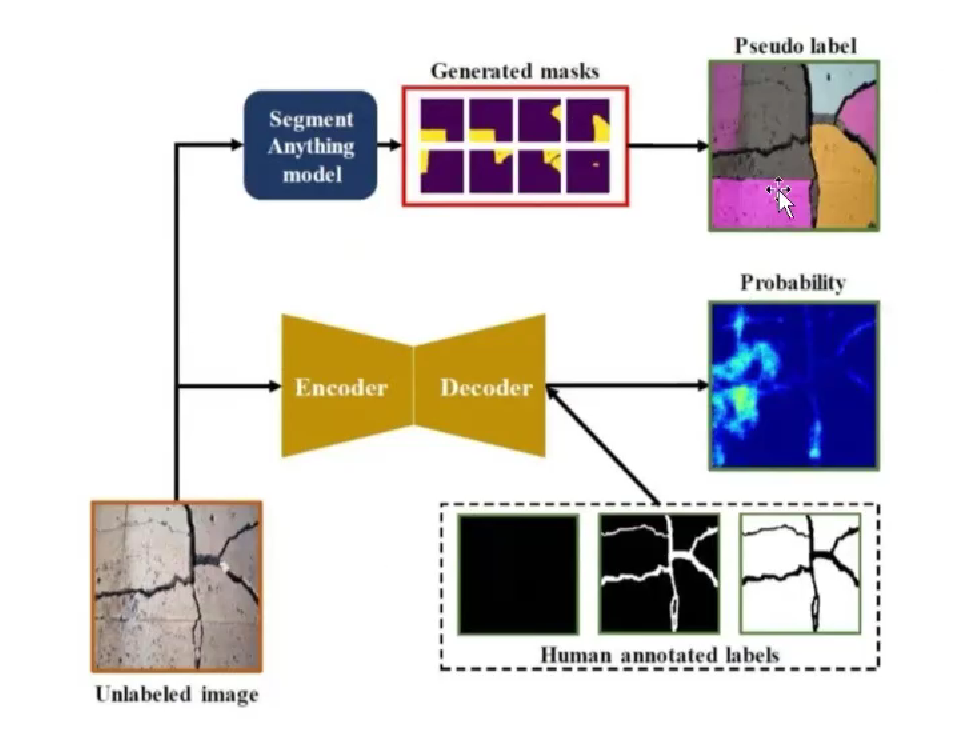 Pseudo label
Generated masks
Segment
Anything
model
Probability
Encoder
Decoder
Human annotated labels
Unlabeled image